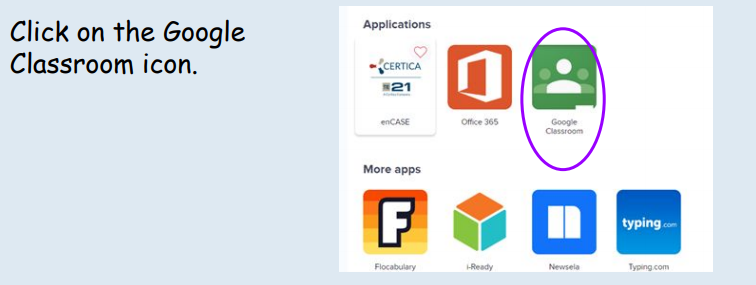 Click on the Google
Classroom icon.
Applications
CERTICA
21
enCASE
Office 365
Google
Classroom
More apps
F
typing.com
Flocabulary
i-Ready
Newsela
Typing.com